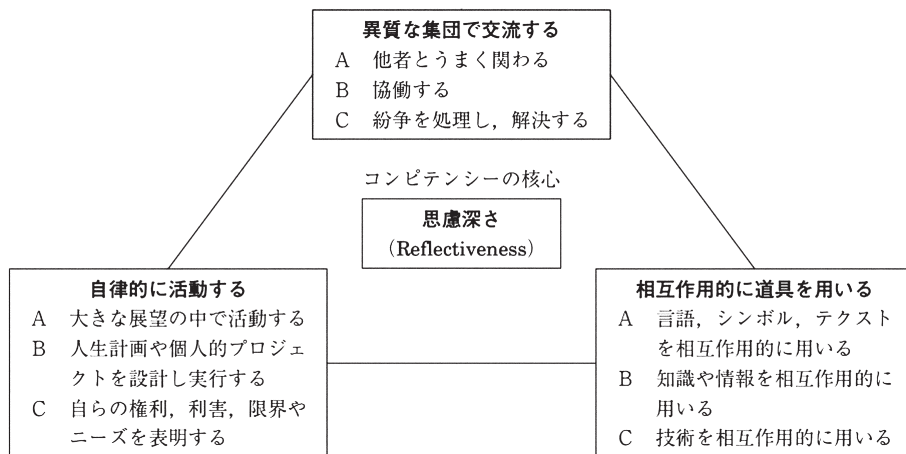 異質な集団で交流する
A 他者とうまく関わる
B 協働する
C 紛争を処理し，解決する
コンピテンシーの核心
思慮深さ
（Reflectiveness）
自律的に活動する
A 大きな展望の中で活動する
B 人生計画や個人的プロジェ
クトを設計し実行する
C 自らの権利，利害，限界や
ニーズを表明する
相互作用的に道具を用いる
A 言語，シンボル，テクスト
を相互作用的に用いる
B 知識や情報を相互作用的に
用いる
C 技術を相互作用的に用いる